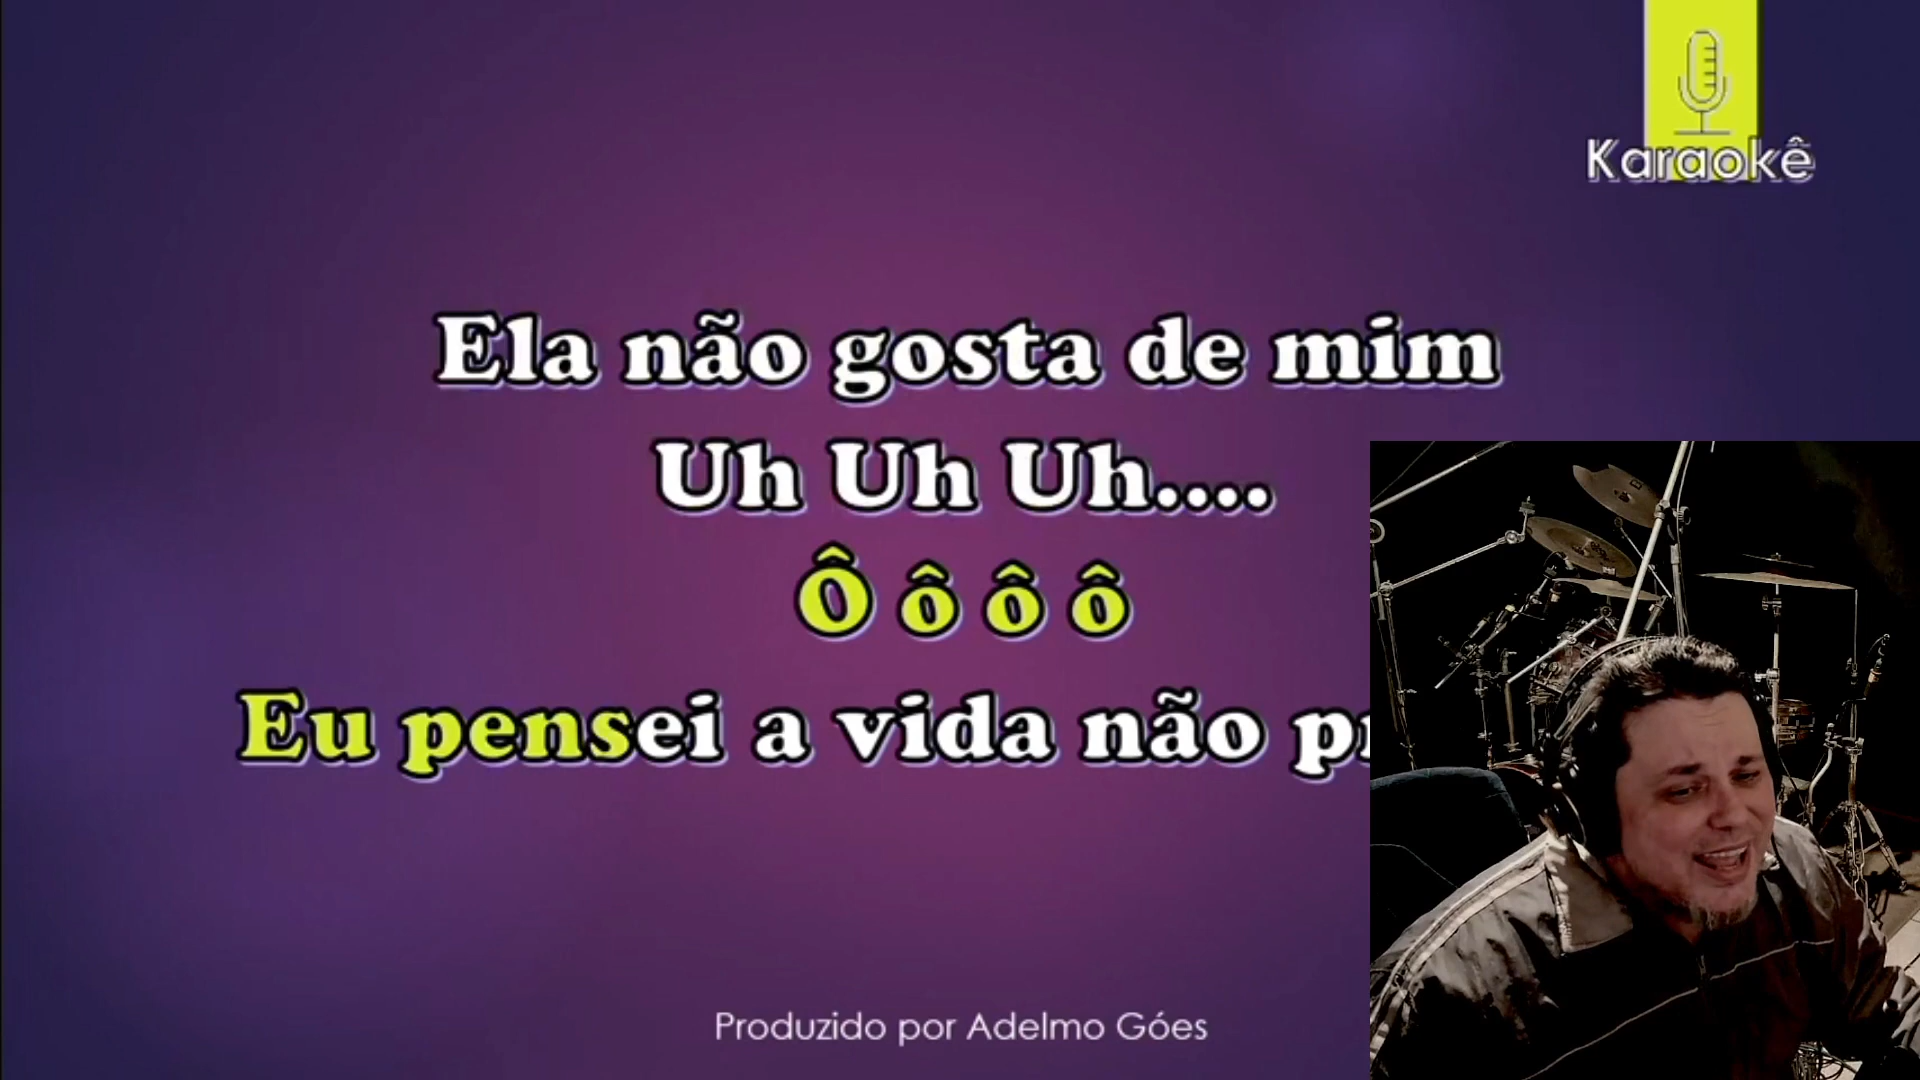 Karaokê
Ela não gosta de mim
Uh Uh Uh....
Ô ô ô ô
Eu pensei a vida não
Produzido por Adelmo Góes